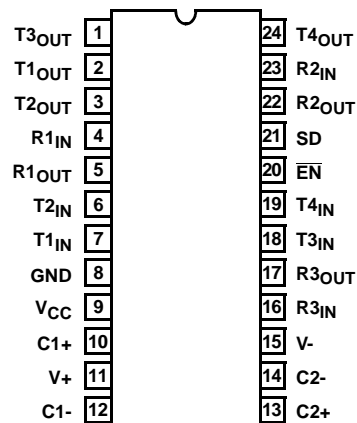 T3OUT 1 24 T4OUT
T1OUT 2 23 R2IN
T2OUT 3 22 R2OUT
R1IN 4 21 SD
R1OUT 5 20 E̅N̅
T2IN 6 19 T4IN
T1IN 7 18 T3IN
GND 8 17 R3OUT
VCC 9 16 R3IN
C1+ 10 15 V-
V+ 11 14 C2-
C1- 12 13 C2+